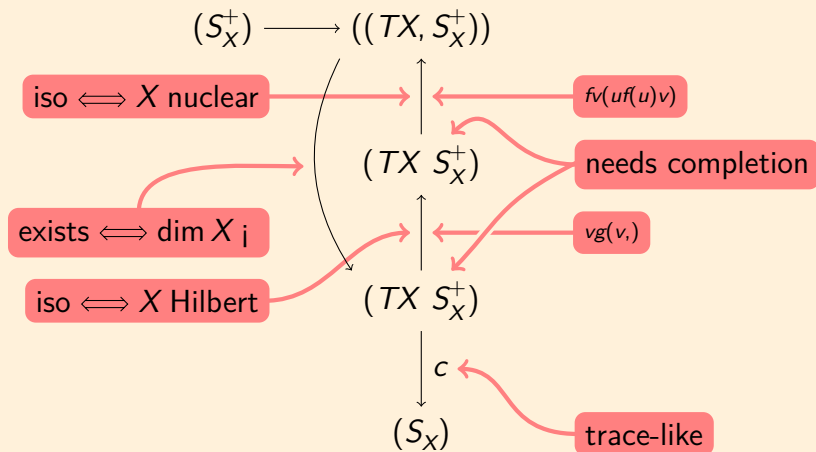 (S_X^+) ⟶ ((TX, S_X^+))
iso ⟺ X nuclear
fv(uf(u)v)
(TX S_X^+)
needs completion
exists ⟺ dim X ¡
vg(v,)
iso ⟺ X Hilbert
(TX S_X^+)
c
(S_X)
trace-like